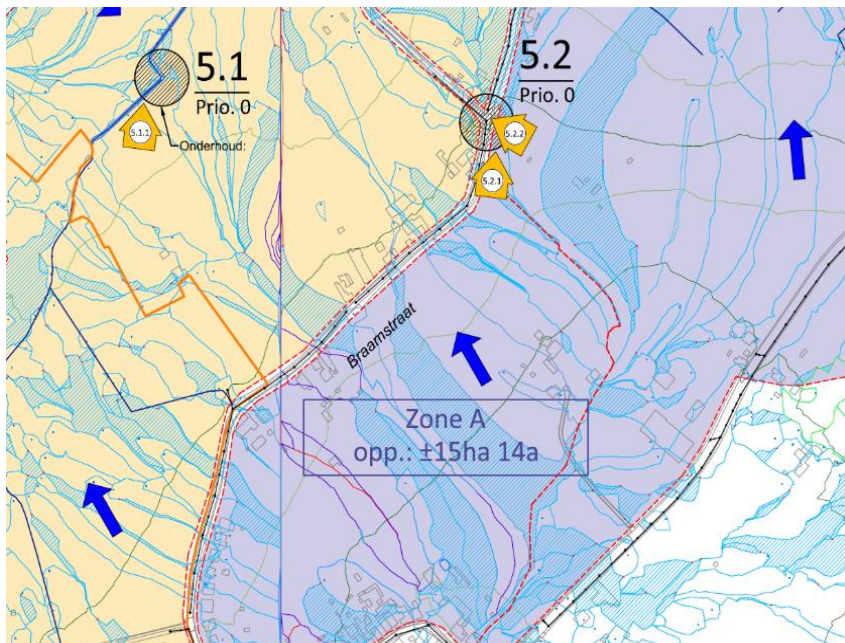 5.1
Prio. 0
5.1.1
Onderhoud:
5.2
Prio. 0
5.2.2
5.2.1
Braamstraat
Zone A
opp.: ±15ha 14a